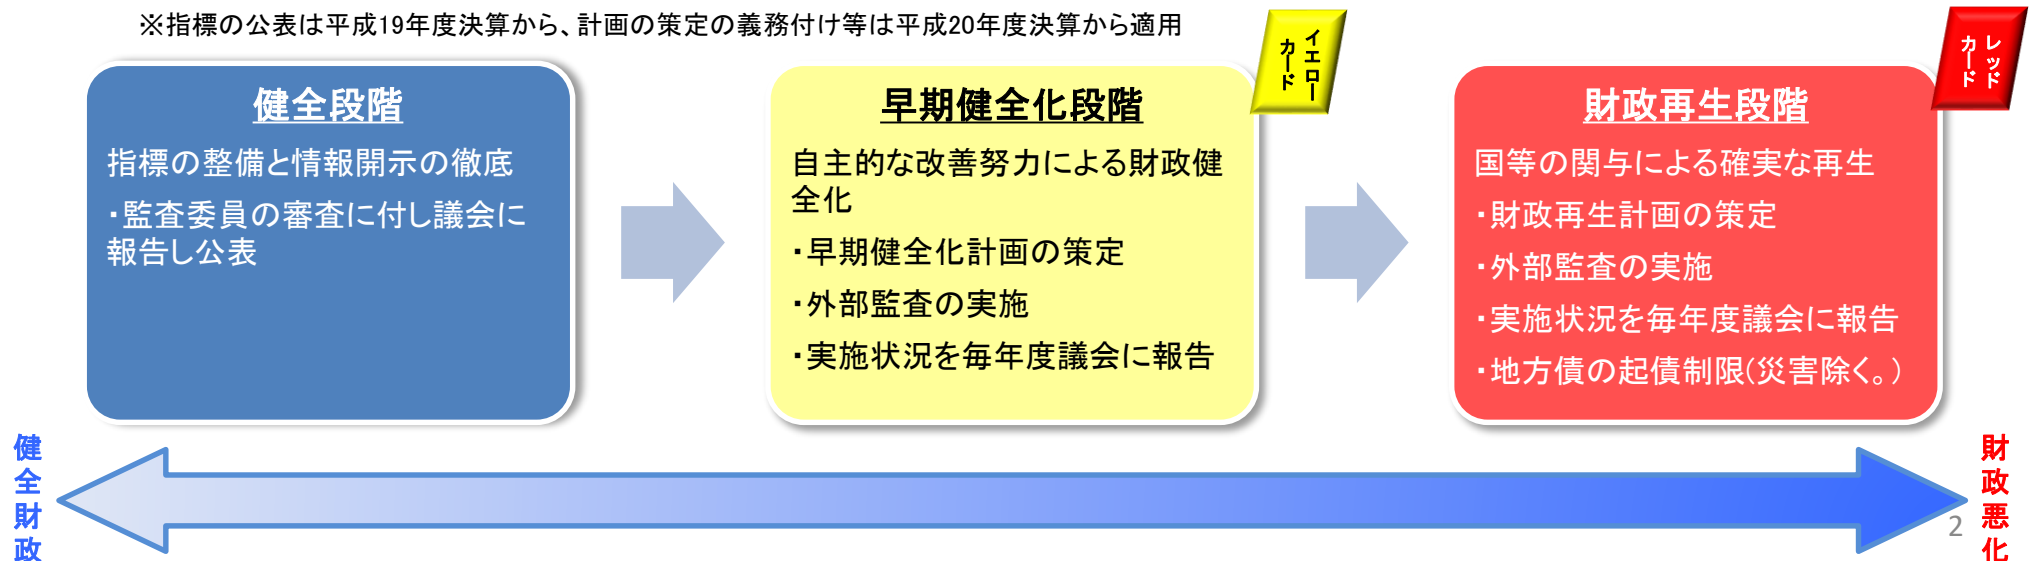 ※指標の公表は平成19年度決算から、計画の策定の義務付け等は平成20年度決算から適用
健全段階
指標の整備と情報開示の徹底
・監査委員の審査に付し議会に
報告し公表
イエロー
カード
早期健全化段階
自主的な改善努力による財政健
全化
・早期健全化計画の策定
・外部監査の実施
・実施状況を毎年度議会に報告
レッド
カード
財政再生段階
国等の関与による確実な再生
・財政再生計画の策定
・外部監査の実施
・実施状況を毎年度議会に報告
・地方債の起債制限(災害除く。)
健全財政
財政悪化
2